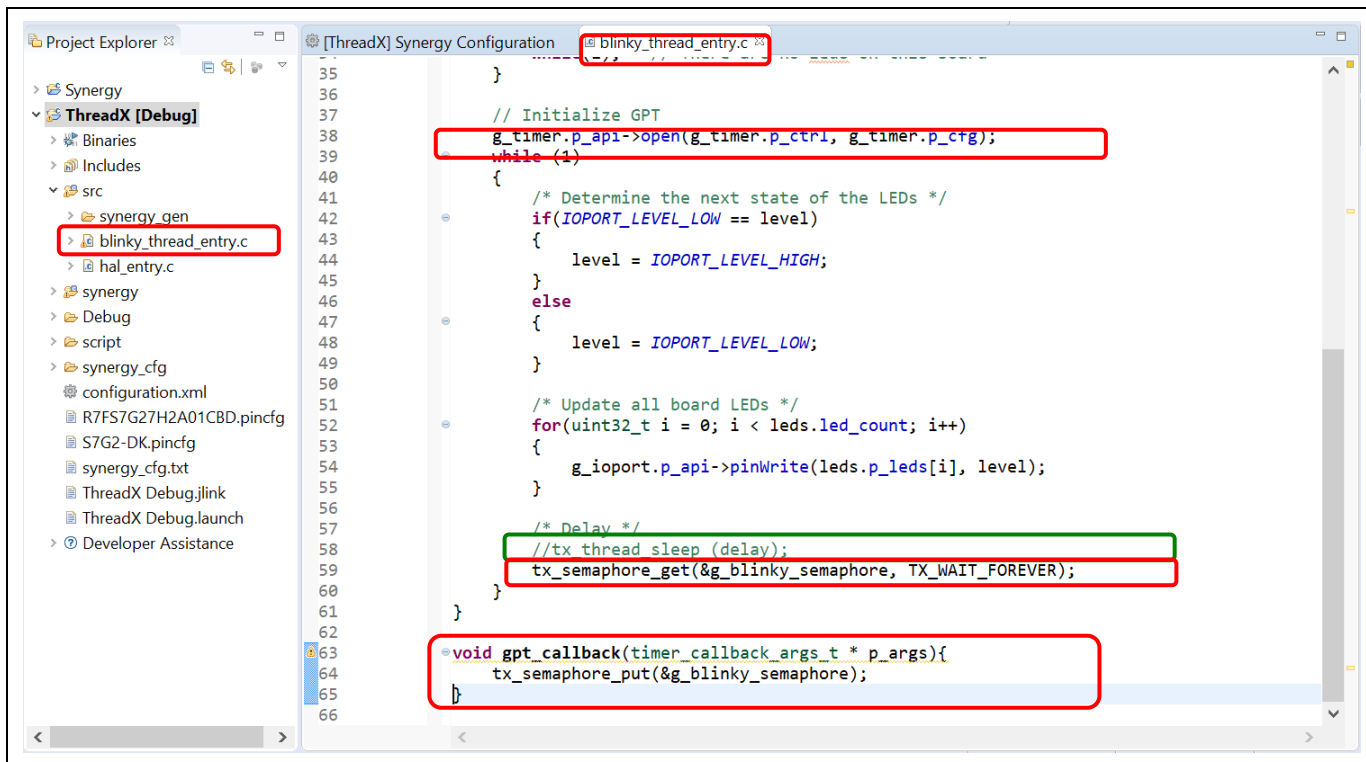 Project Explorer
Synergy
ThreadX [Debug]
Binaries
Includes
src
synergy_gen
blinky_thread_entry.c
hal_entry.c
synergy
Debug
script
synergy_cfg
configuration.xml
R7FS7G27H2A01CBD.pincfg
S7G2-DK.pincfg
synergy_cfg.txt
ThreadX Debug.jlink
ThreadX Debug.launch
Developer Assistance
[ThreadX] Synergy Configuration
blinky_thread_entry.c
35 }
36
37 // Initialize GPT
38 g_timer.p_api->open(g_timer.p_ctrl, g_timer.p_cfg);
39 while (1)
40 {
41 /* Determine the next state of the LEDs */
42 if(IOPORT_LEVEL_LOW == level)
43 {
44 level = IOPORT_LEVEL_HIGH;
45 }
46 else
47 {
48 level = IOPORT_LEVEL_LOW;
49 }
50
51 /* Update all board LEDs */
52 for(uint32_t i = 0; i < leds.led_count; i++)
53 {
54 g_ioport.p_api->pinWrite(leds.p_leds[i], level);
55 }
56
57 /* Delay */
58 //tx_thread_sleep (delay);
59 tx_semaphore_get(&g_blinky_semaphore, TX_WAIT_FOREVER);
60 }
61 }
62
63 void gpt_callback(timer_callback_args_t * p_args){
64 tx_semaphore_put(&g_blinky_semaphore);
65 }
66